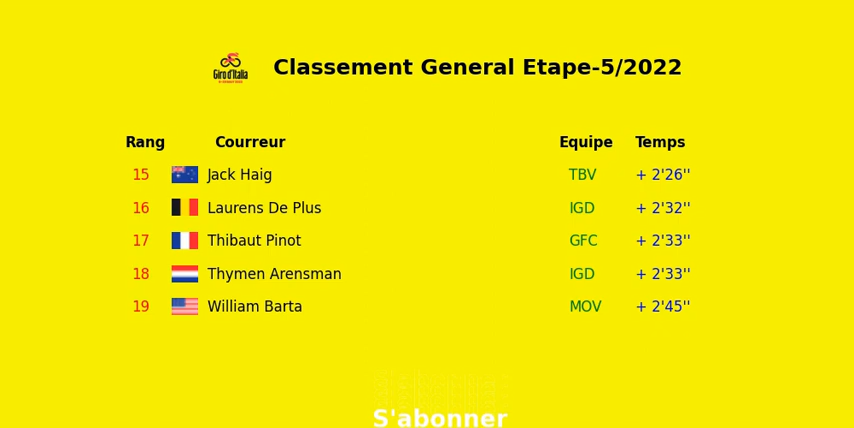 Giro d'Italia
Classement General Etape-5/2022
Rang Courreur Equipe Temps
15 Jack Haig TBV + 2'26''
16 Laurens De Plus IGD + 2'32''
17 Thibaut Pinot GFC + 2'33''
18 Thymen Arensman IGD + 2'33''
19 William Barta MOV + 2'45''
S'abonner